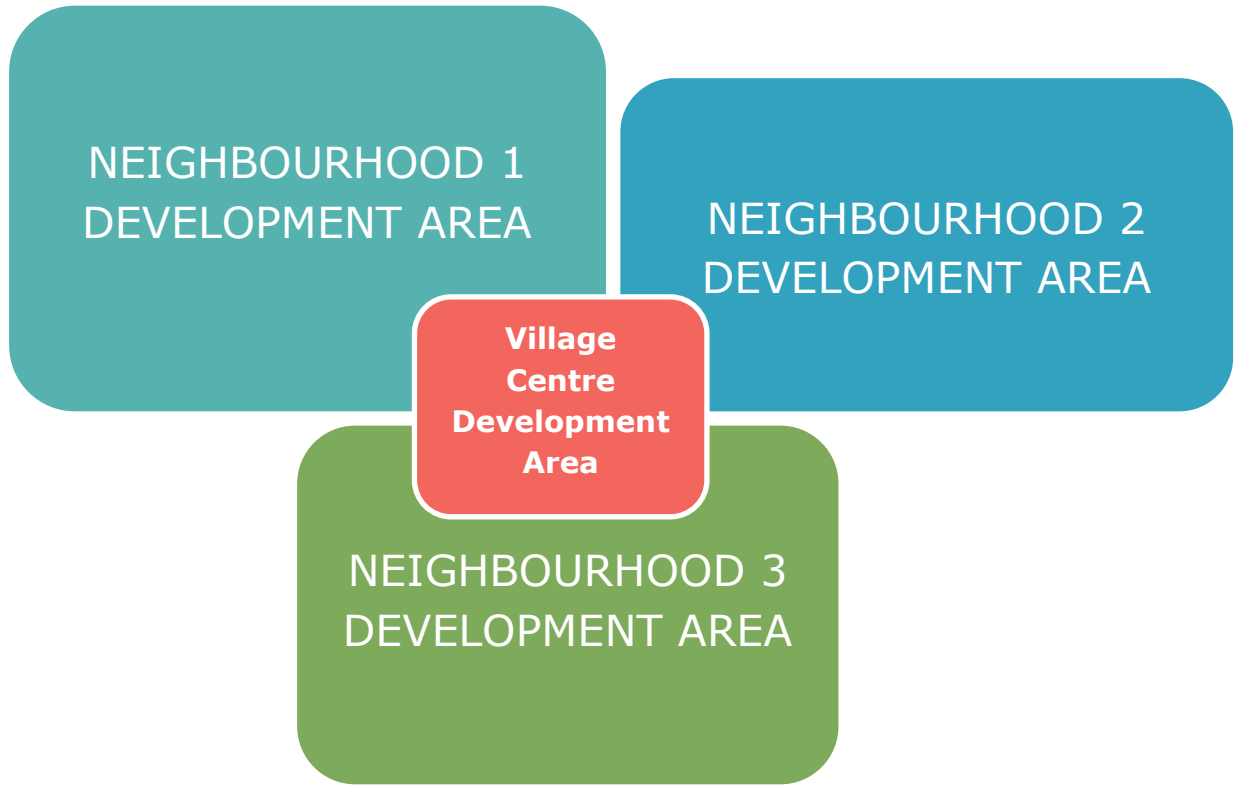 NEIGHBOURHOOD 1
DEVELOPMENT AREA
NEIGHBOURHOOD 2
DEVELOPMENT AREA
Village
Centre
Development
Area
NEIGHBOURHOOD 3
DEVELOPMENT AREA